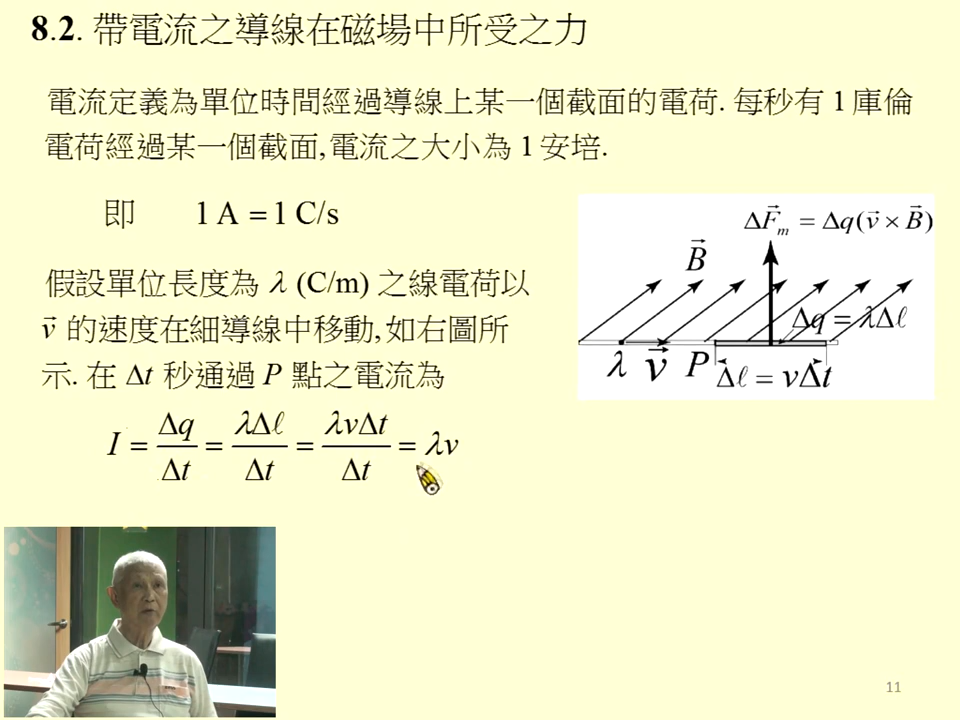 8.2. 帶電流之導線在磁場中所受之力
電流定義為單位時間經過導線上某一個截面的電荷. 每秒有 1 庫倫
電荷經過某一個截面,電流之大小為 1 安培.
即 1 A = 1 C/s
假設單位長度為 λ (C/m) 之線電荷以
v⃗ 的速度在細導線中移動,如右圖所
示. 在 Δt 秒通過 P 點之電流為
I = Δq/Δt = λΔℓ/Δt = λvΔt/Δt = λv
ΔF⃗m = Δq(v⃗ × B⃗)
B⃗
Δq = λΔℓ
λ v⃗ P Δℓ = vΔt
11